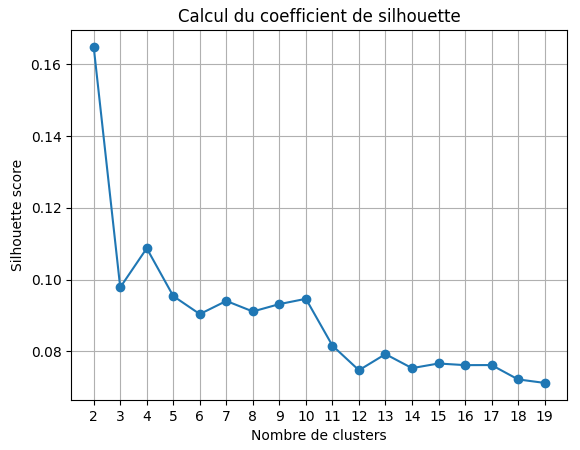 Calcul du coefficient de silhouette
0.16
0.14
0.12
0.10
0.08
Silhouette score
2 3 4 5 6 7 8 9 10 11 12 13 14 15 16 17 18 19
Nombre de clusters